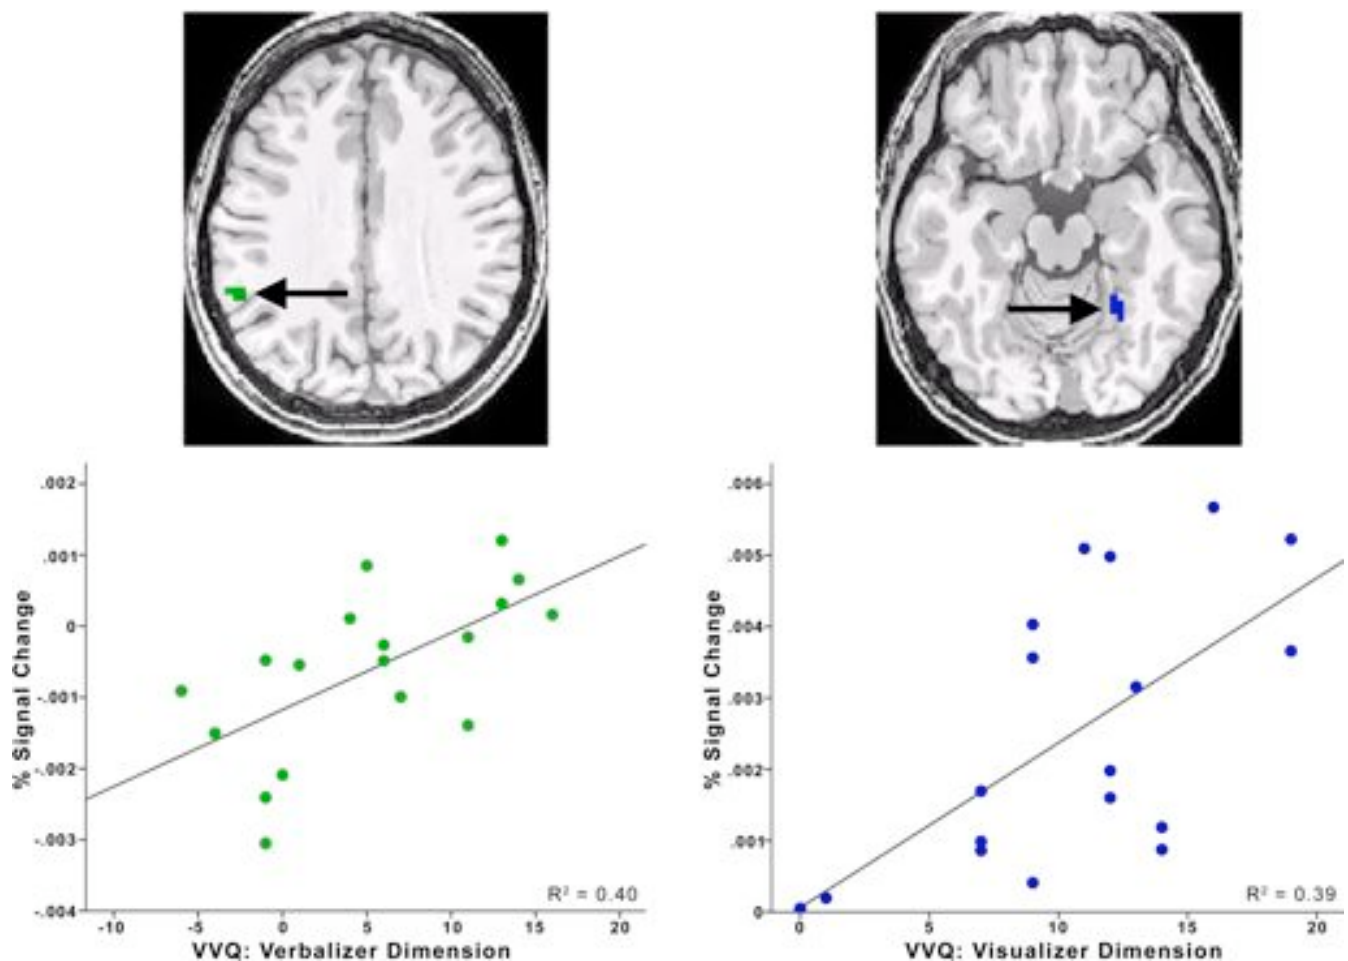 .002
.001
0
-.001
-.002
-.003
-.004
% Signal Change
-10 -5 0 5 10 15 20
VVQ: Verbalizer Dimension
R² = 0.40
.006
.005
.004
.003
.002
.001
0
% Signal Change
0 5 10 15 20
VVQ: Visualizer Dimension
R² = 0.39